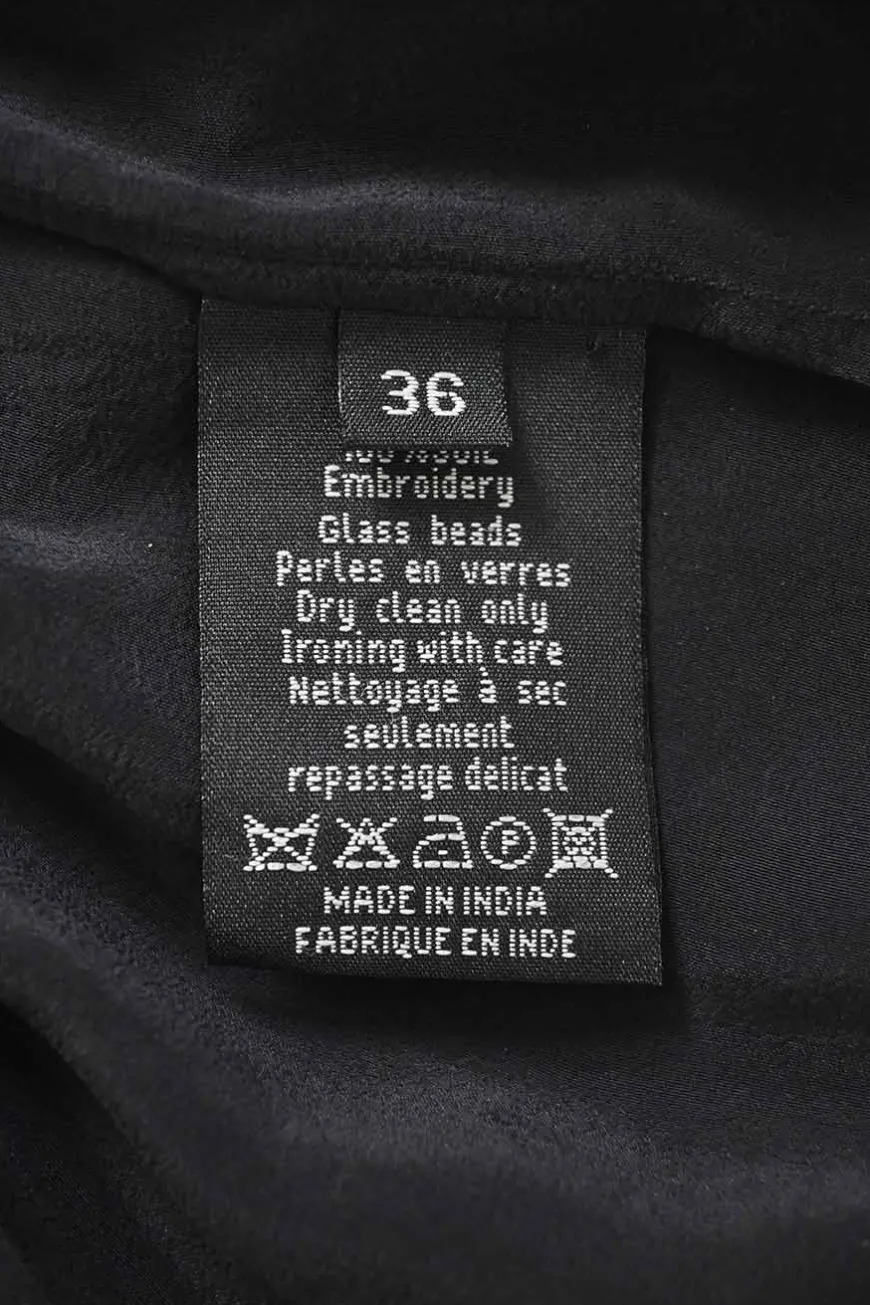 36
Embroidery
Glass beads
Perles en verres
Dry clean only
Ironing with care
Nettoyage à sec
seulement
repassage delicat
P
MADE IN INDIA
FABRIQUE EN INDE